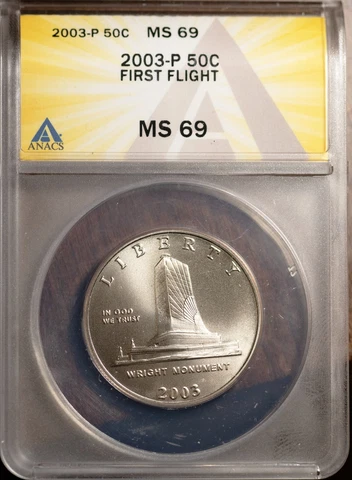 2003-P 50C MS 69
2003-P 50C
FIRST FLIGHT
MS 69
ANACS
LIBERTY
IN GOD
WE TRUST
WRIGHT MONUMENT
2003